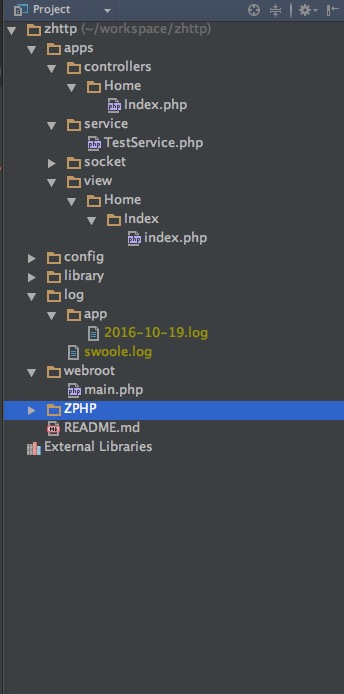 Project
zhttp (~/workspace/zhttp)
apps
controllers
Home
Index.php
service
TestService.php
socket
view
Home
Index
index.php
config
library
log
app
2016-10-19.log
swoole.log
webroot
main.php
ZPHP
README.md
External Libraries